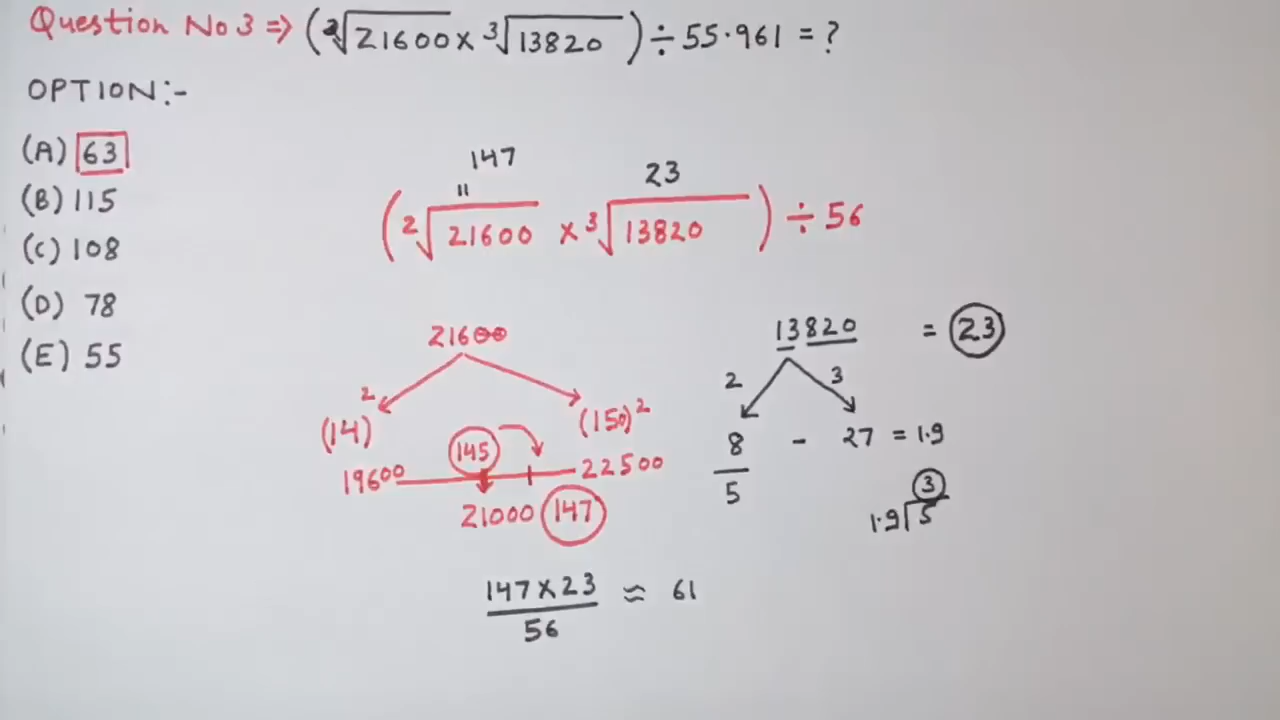 Question No 3 ⇒ (²√21600 × ³√13820) ÷ 55.961 = ?
OPTION:-
(A) 63
(B) 115
(C) 108
(D) 78
(E) 55
147 23
"
(²√21600 × ³√13820) ÷ 56
21600
(14)² (150)²
145
19600 22500
21000 147
13820 = 23
2 3
8 - 27 = 1.9
5
3
1.9√5
147×23
56
≈ 61